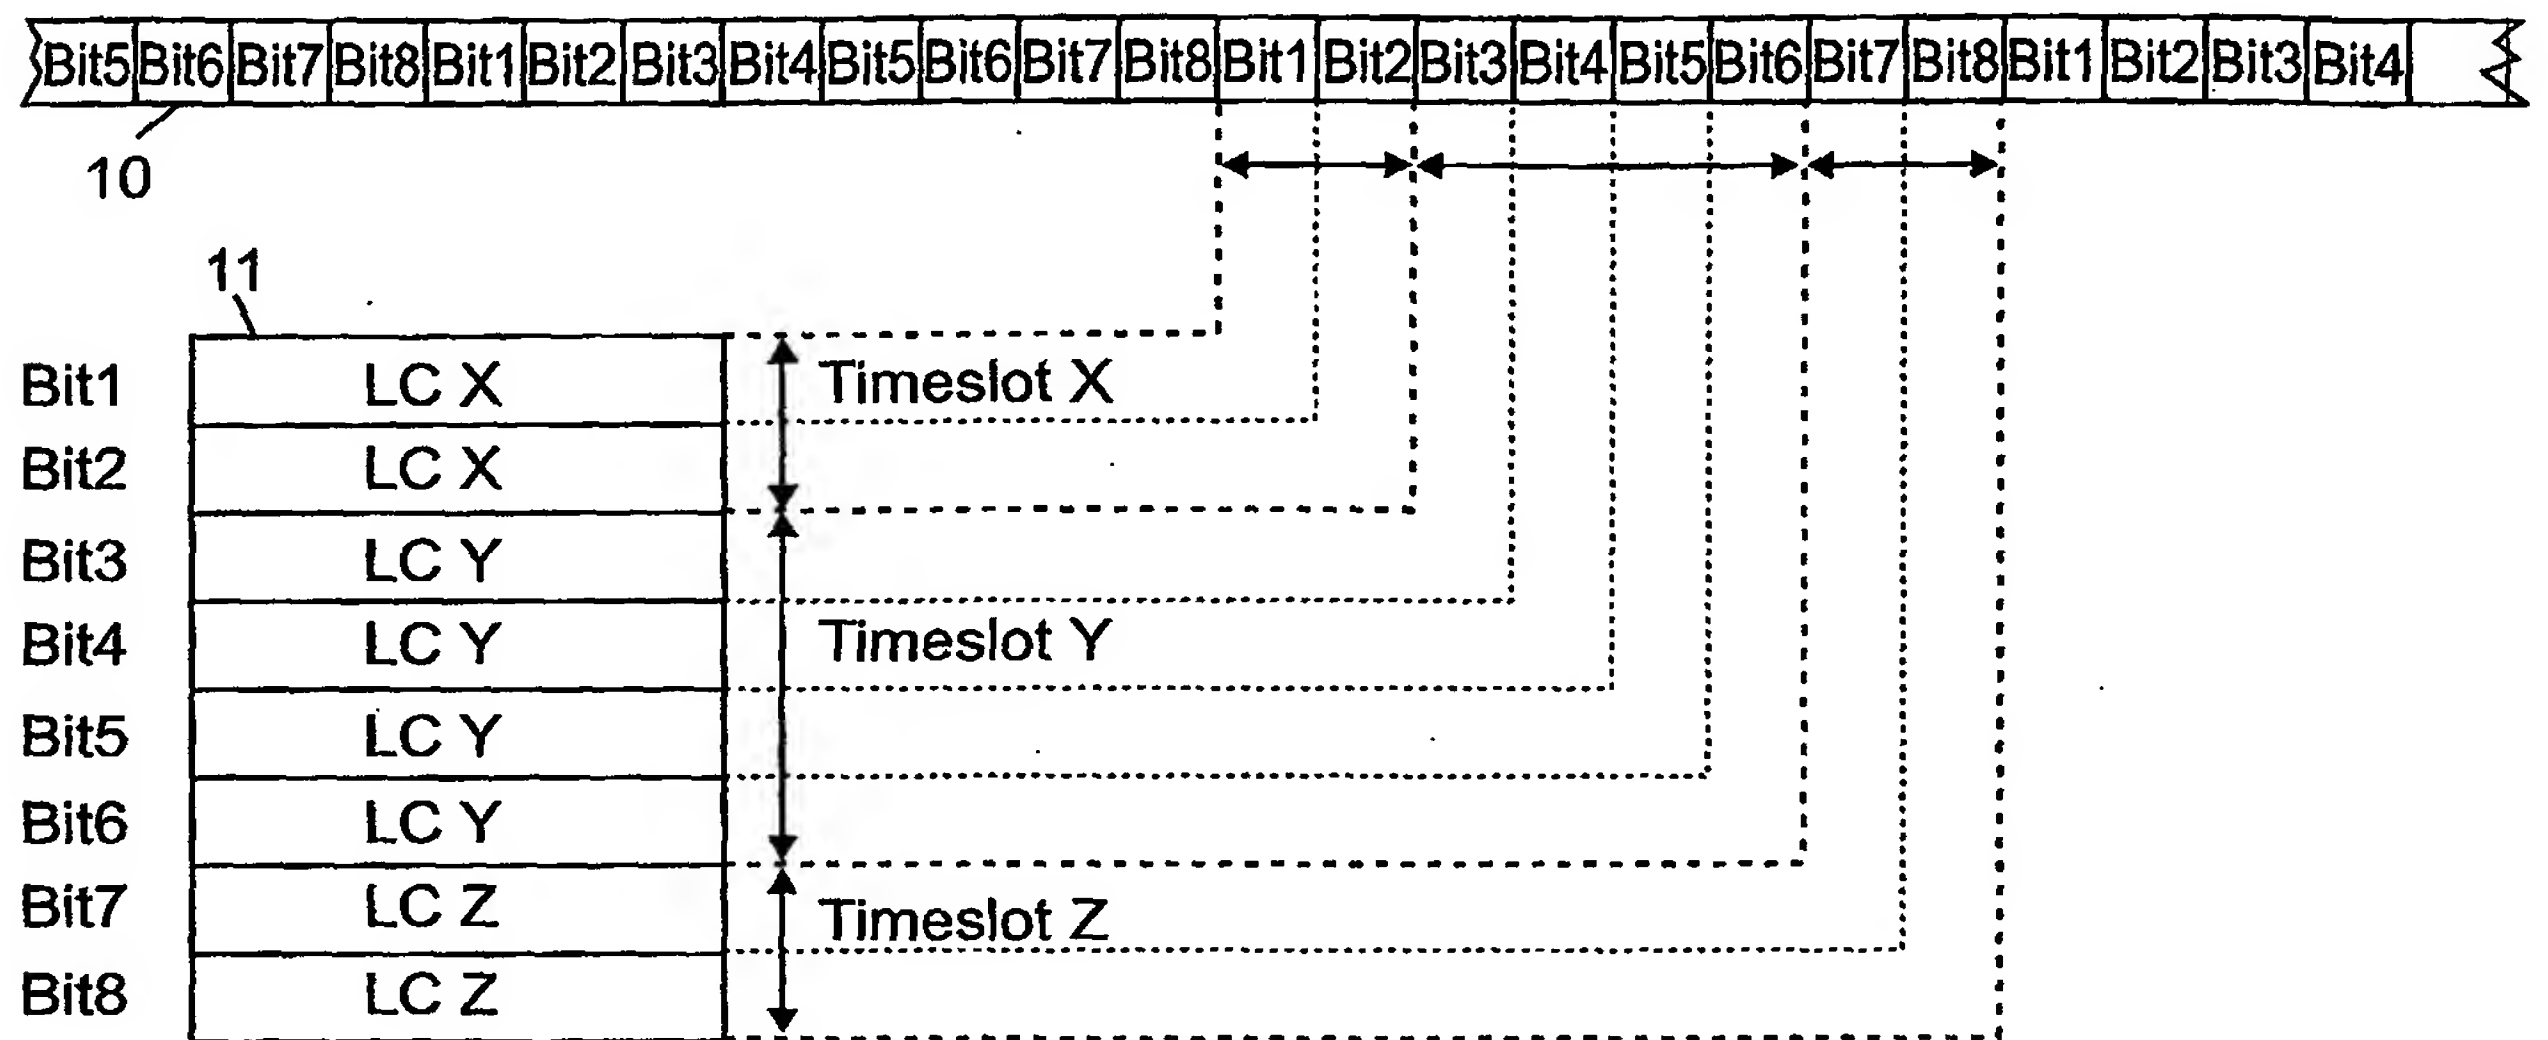 Bit5 Bit6 Bit7 Bit8 Bit1 Bit2 Bit3 Bit4 Bit5 Bit6 Bit7 Bit8 Bit1 Bit2 Bit3 Bit4 Bit5 Bit6 Bit7 Bit8 Bit1 Bit2 Bit3 Bit4
10
11
Bit1 LC X Timeslot X
Bit2 LC X
Bit3 LC Y
Bit4 LC Y Timeslot Y
Bit5 LC Y
Bit6 LC Y
Bit7 LC Z Timeslot Z
Bit8 LC Z